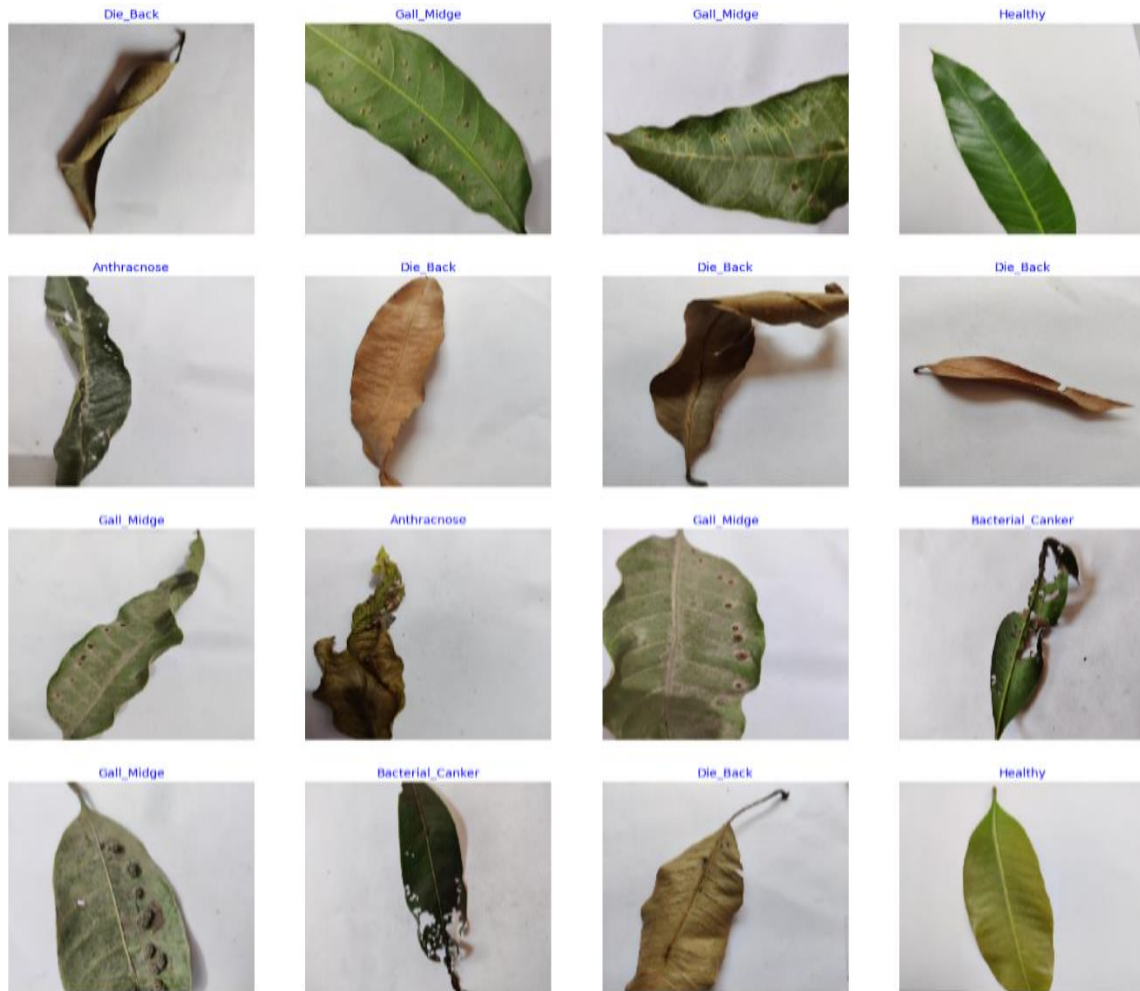 Die_Back
Gall_Midge
Gall_Midge
Healthy
Anthracnose
Die_Back
Die_Back
Die_Back
Gall_Midge
Anthracnose
Gall_Midge
Bacterial_Canker
Gall_Midge
Bacterial_Canker
Die_Back
Healthy